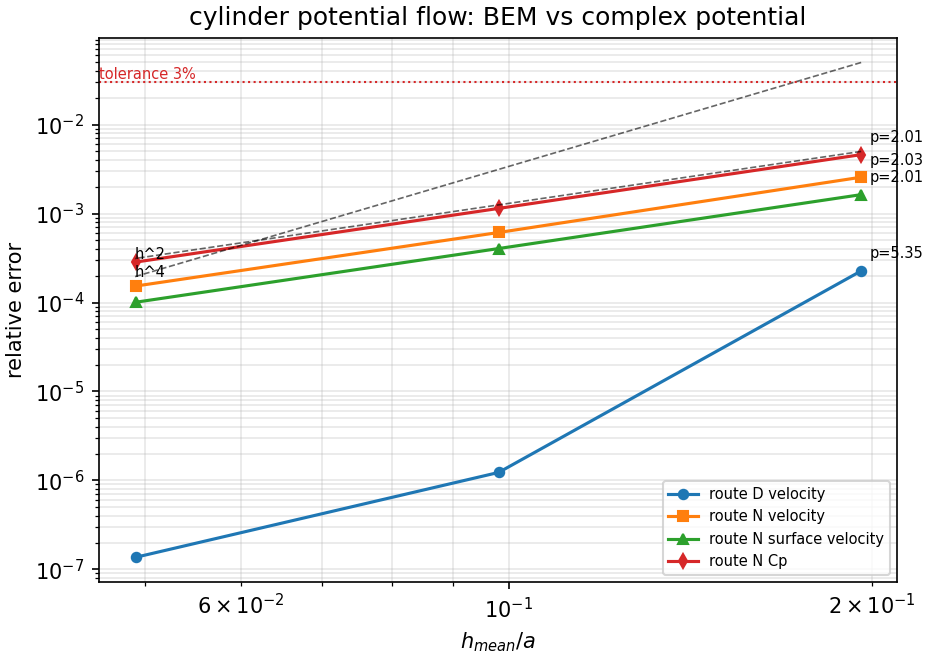 cylinder potential flow: BEM vs complex potential
tolerance 3%
10⁻²
10⁻³
10⁻⁴
10⁻⁵
10⁻⁶
10⁻⁷
relative error
h^2
h^4
p=2.01
p=2.03
p=2.01
p=5.35
route D velocity
route N velocity
route N surface velocity
route N Cp
6 × 10⁻²
10⁻¹
2 × 10⁻¹
h_mean/a